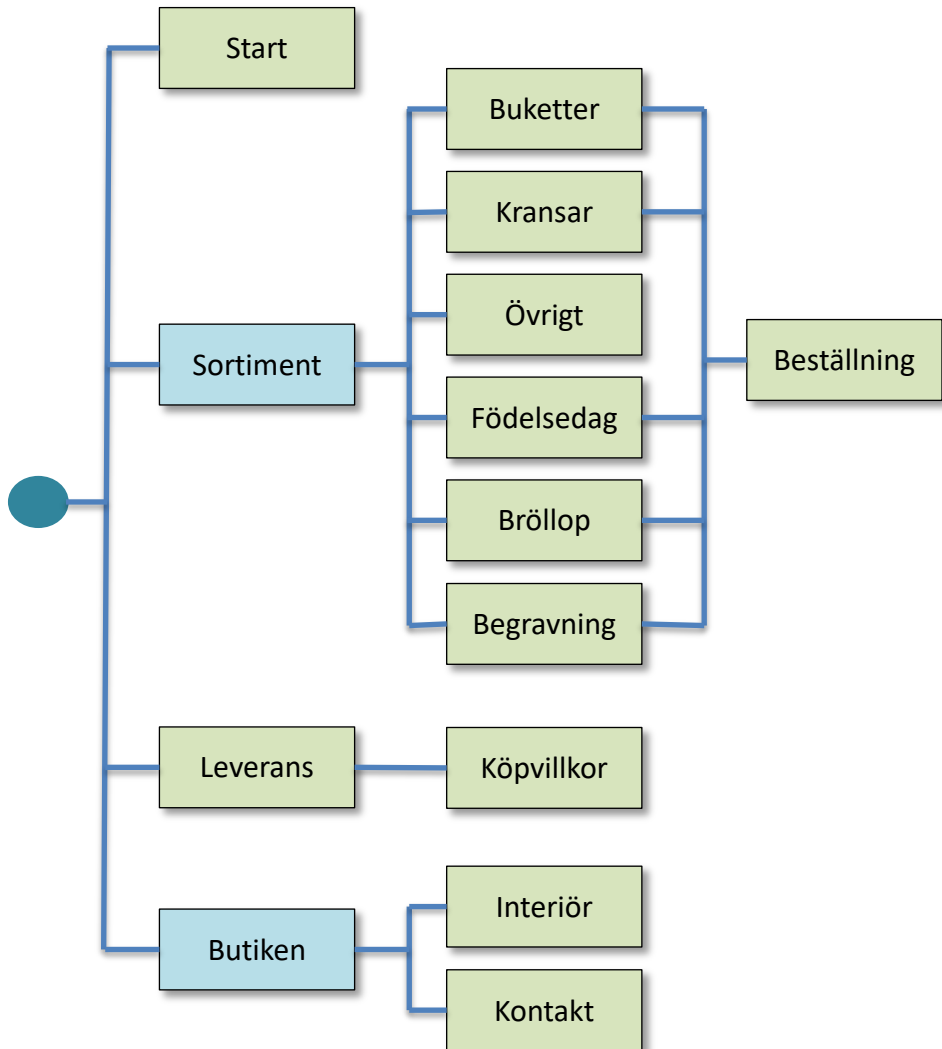 Start
Buketter
Kransar
Övrigt
Sortiment
Beställning
Födelsedag
Bröllop
Begravning
Leverans
Köpvillkor
Interiör
Butiken
Kontakt